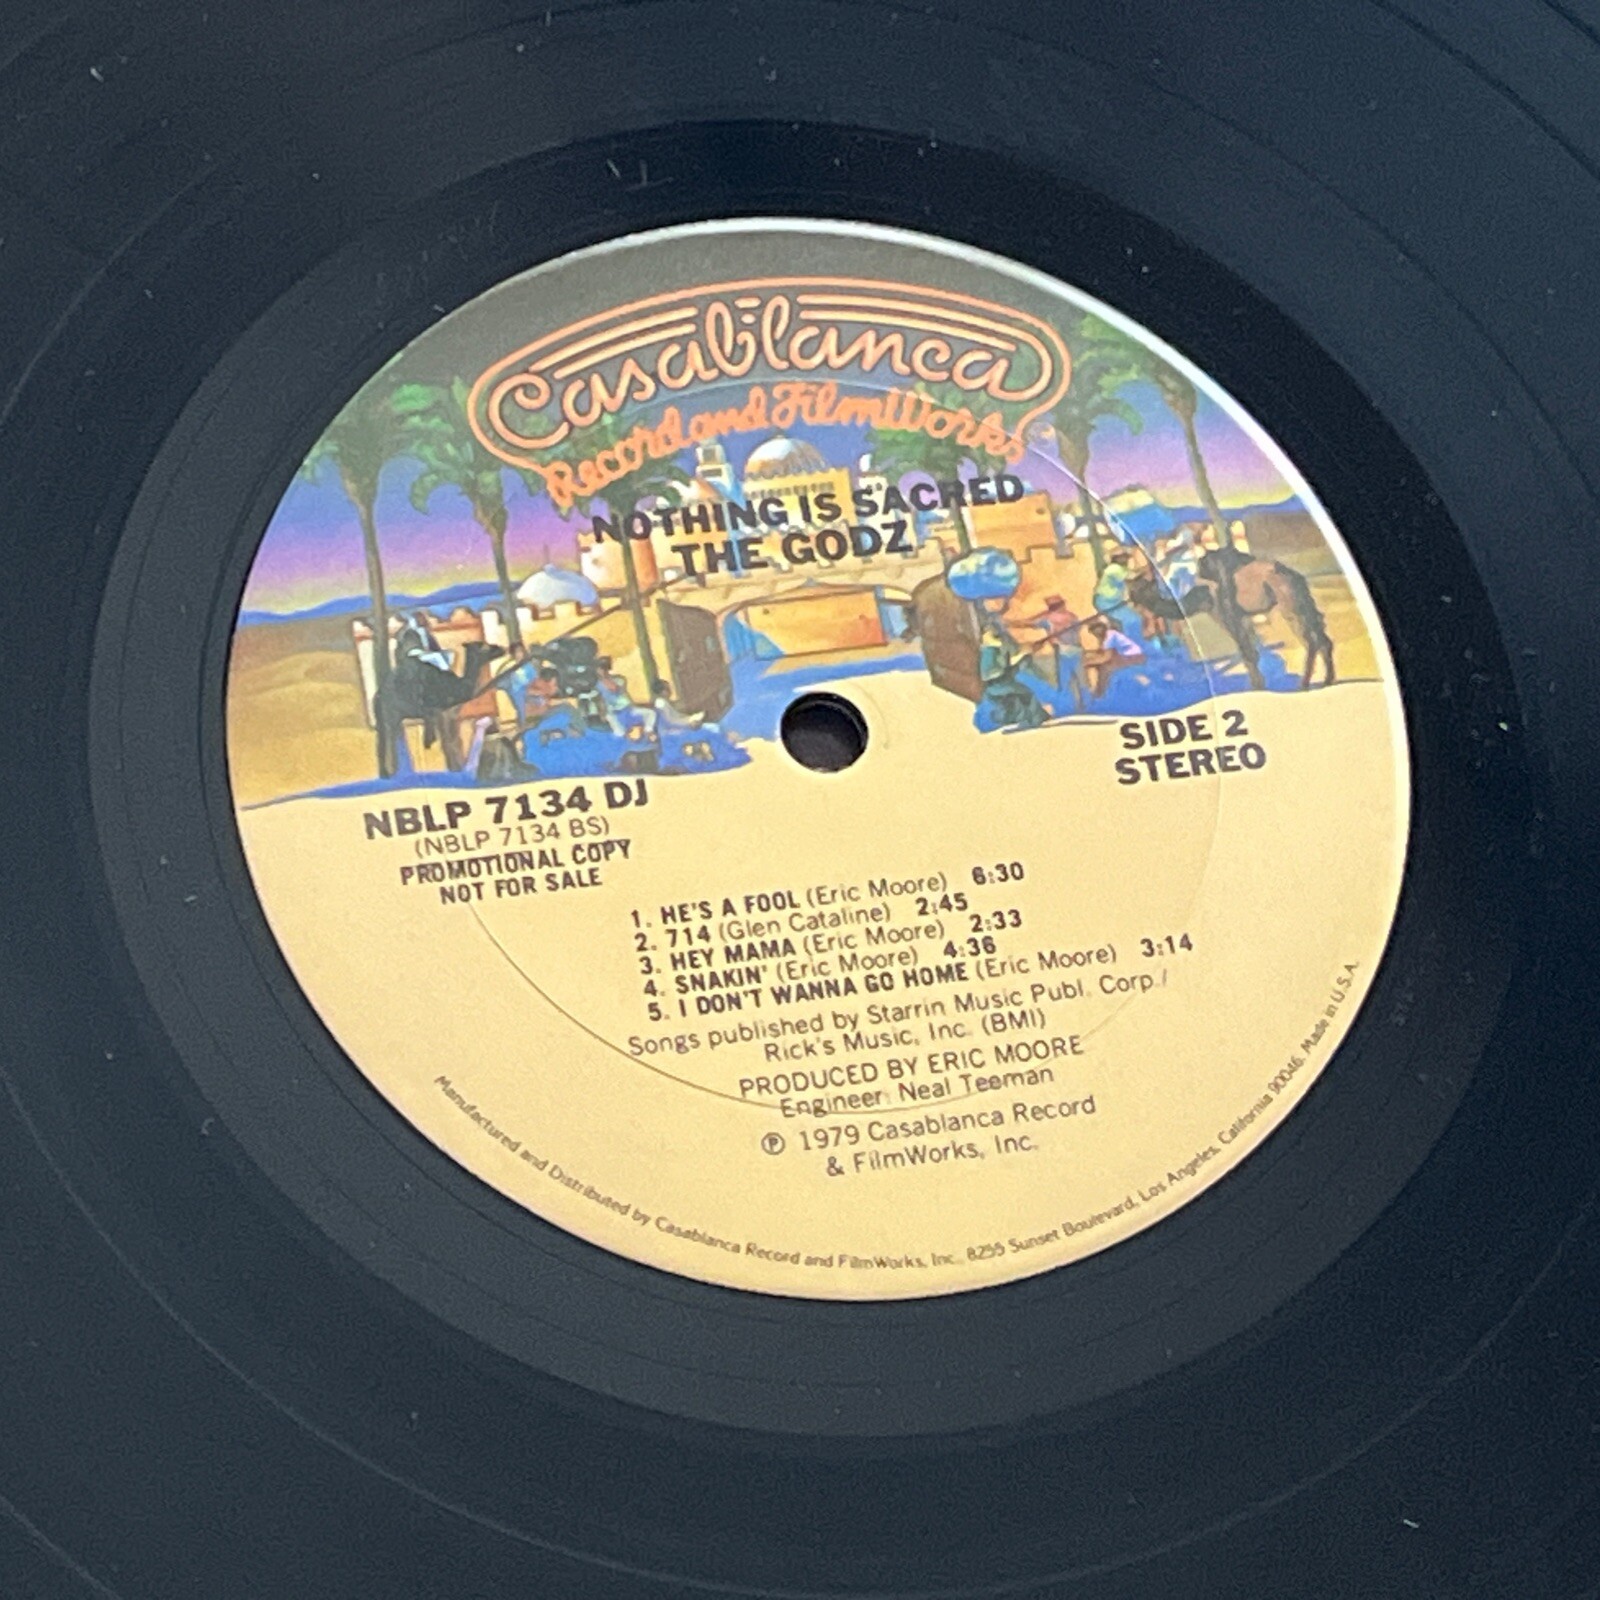 Casablanca
Record and FilmWorks
NOTHING IS SACRED
THE GODZ
SIDE 2
STEREO
NBLP 7134 DJ
(NBLP 7134 BS)
PROMOTIONAL COPY
NOT FOR SALE
1. HE'S A FOOL (Eric Moore) 6:30
2. 714 (Glen Cataline) 2:45
3. HEY MAMA (Eric Moore) 2:33
4. SNAKIN' (Eric Moore) 4:36
5. I DON'T WANNA GO HOME (Eric Moore) 3:14
Songs published by Starrin Music Publ. Corp./
Rick's Music, Inc. (BMI)
PRODUCED BY ERIC MOORE
Engineer: Neal Teeman
℗ 1979 Casablanca Record
& FilmWorks, Inc.
Manufactured and Distributed by Casablanca Record and FilmWorks, Inc., 8255 Sunset Boulevard, Los Angeles, California 90046. Made in U.S.A.